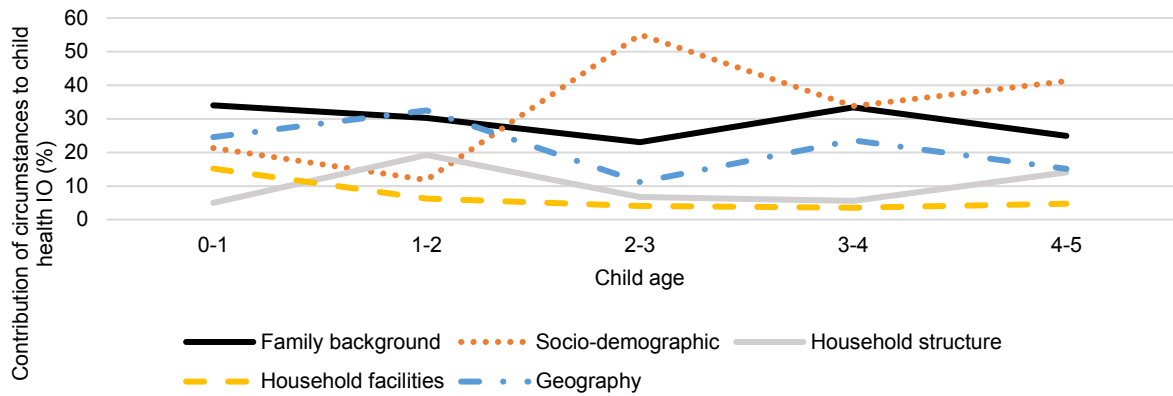 Contribution of circumstances to child
health IO (%)
60
50
40
30
20
10
0
0-1 1-2 2-3 3-4 4-5
Child age
Family background Socio-demographic Household structure
Household facilities Geography